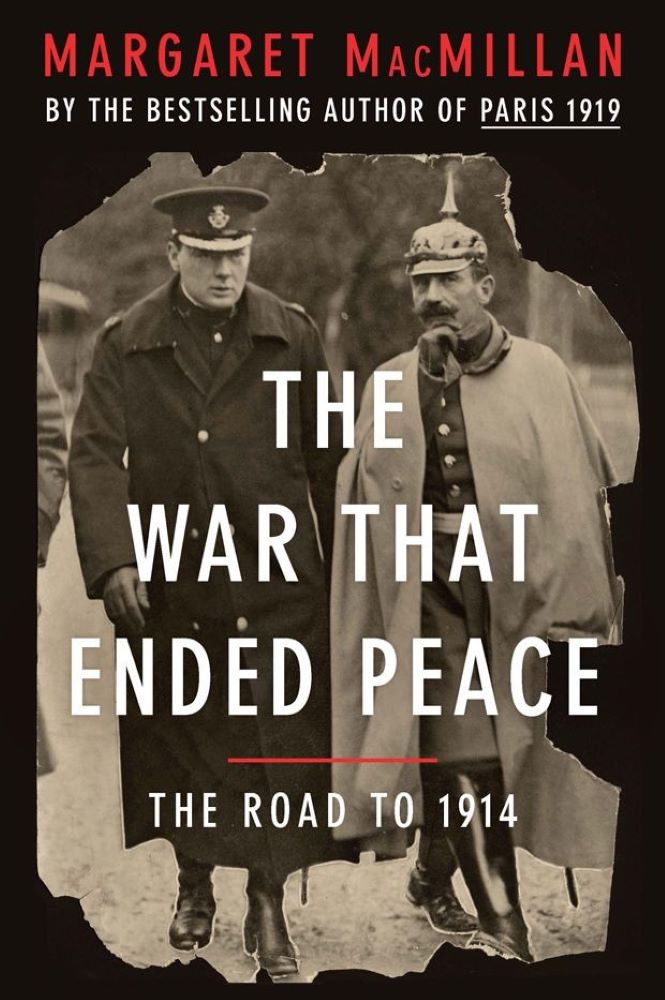 MARGARET MACMILLAN
BY THE BESTSELLING AUTHOR OF PARIS 1919
THE
WAR THAT
ENDED PEACE
THE ROAD TO 1914